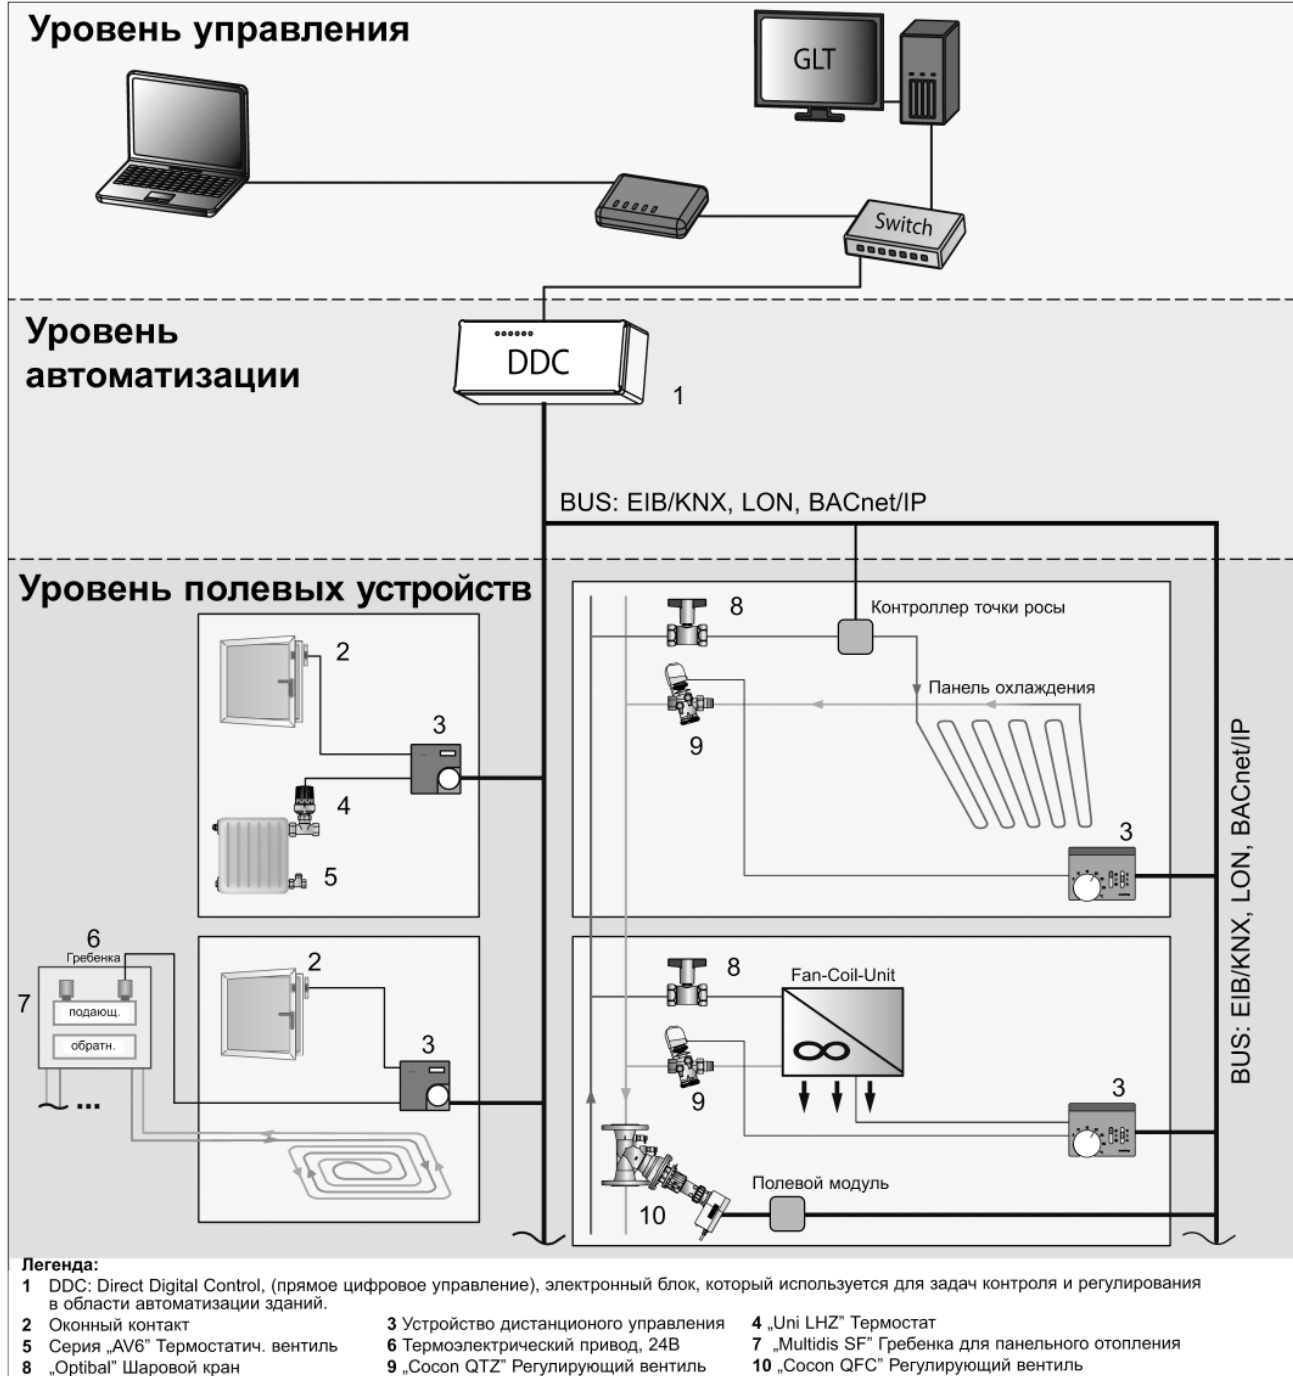 Уровень управления
GLT
Switch
Уровень
автоматизации
DDC
1
BUS: EIB/KNX, LON, BACnet/IP
Уровень полевых устройств
2
3
4
5
8
Контроллер точки росы
Панель охлаждения
9
3
BUS: EIB/KNX, LON, BACnet/IP
6
Гребенка
7
подающ.
обратн.
...
2
3
8
Fan-Coil-Unit
9
3
10
Полевой модуль
Легенда:
1 DDC: Direct Digital Control, (прямое цифровое управление), электронный блок, который используется для задач контроля и регулирования
в области автоматизации зданий.
2 Оконный контакт 3 Устройство дистанционого управления 4 „Uni LHZ” Термостат
5 Серия „AV6” Термостатич. вентиль 6 Термоэлектрический привод, 24В 7 „Multidis SF” Гребенка для панельного отопления
8 „Optibal” Шаровой кран 9 „Cocon QTZ” Регулирующий вентиль 10 „Cocon QFC” Регулирующий вентиль